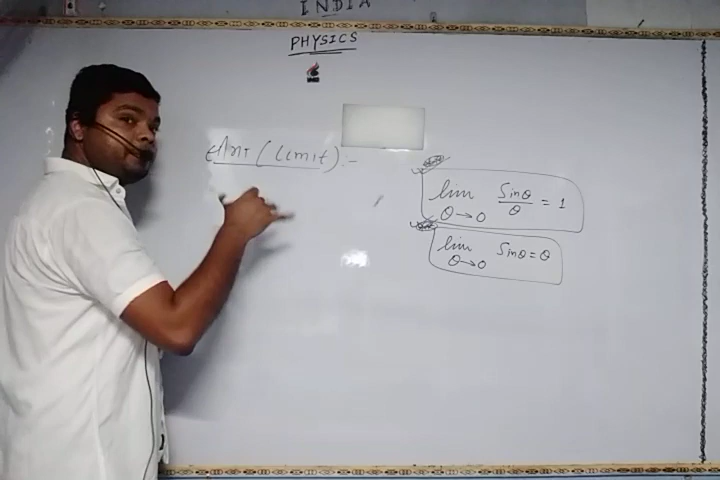 INDIA
PHYSICS
(Limit) :-
lim θ→0 Sinθ/θ = 1
lim θ→0 Sinθ = θ